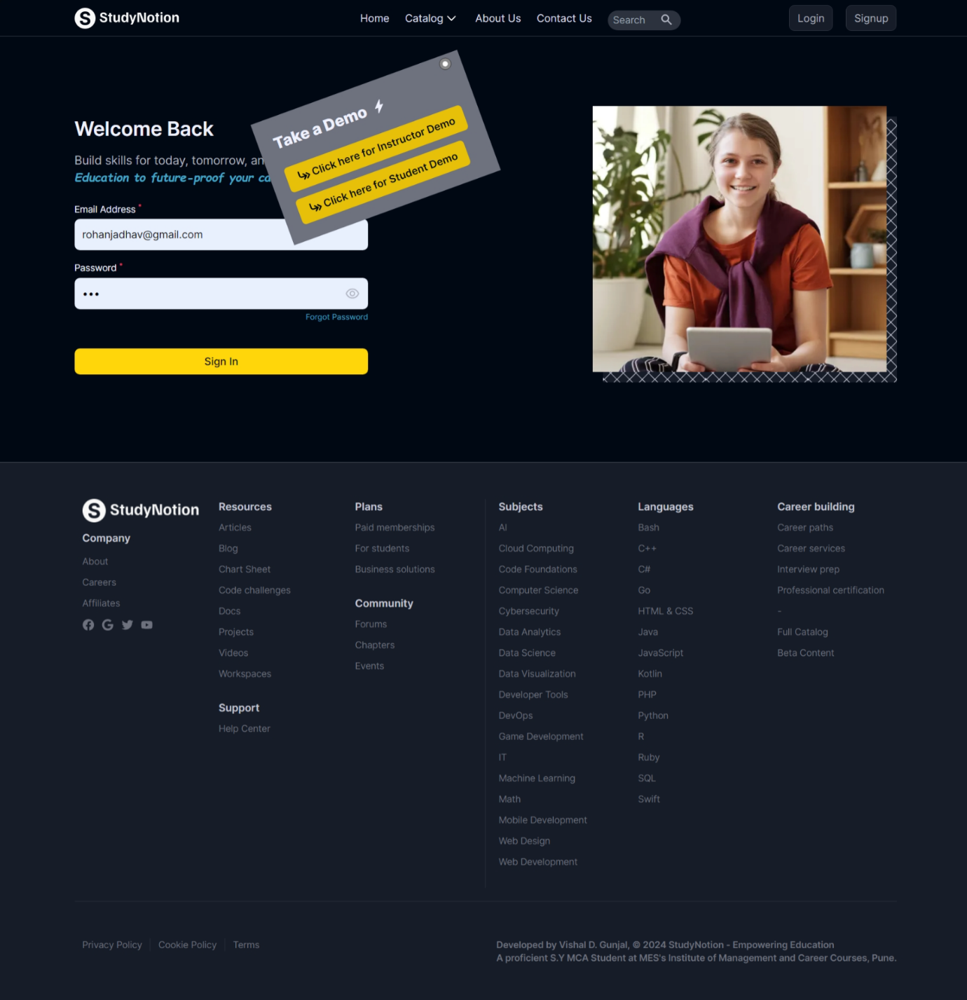 StudyNotion
Home
Catalog
About Us
Contact Us
Search
Login
Signup
Welcome Back
Build skills for today, tomorrow, an
Education to future-proof your ca
Take a Demo
Click here for Instructor Demo
Click here for Student Demo
Email Address *
rohanjadhav@gmail.com
Password *
•••
Forgot Password
Sign In
StudyNotion
Company
About
Careers
Affiliates
Resources
Articles
Blog
Chart Sheet
Code challenges
Docs
Projects
Videos
Workspaces
Support
Help Center
Plans
Paid memberships
For students
Business solutions
Community
Forums
Chapters
Events
Subjects
AI
Cloud Computing
Code Foundations
Computer Science
Cybersecurity
Data Analytics
Data Science
Data Visualization
Developer Tools
DevOps
Game Development
IT
Machine Learning
Math
Mobile Development
Web Design
Web Development
Languages
Bash
C++
C#
Go
HTML & CSS
Java
JavaScript
Kotlin
PHP
Python
R
Ruby
SQL
Swift
Career building
Career paths
Career services
Interview prep
Professional certification
-
Full Catalog
Beta Content
Privacy Policy
Cookie Policy
Terms
Developed by Vishal D. Gunjal, © 2024 StudyNotion - Empowering Education
A proficient S.Y MCA Student at MES's Institute of Management and Career Courses, Pune.